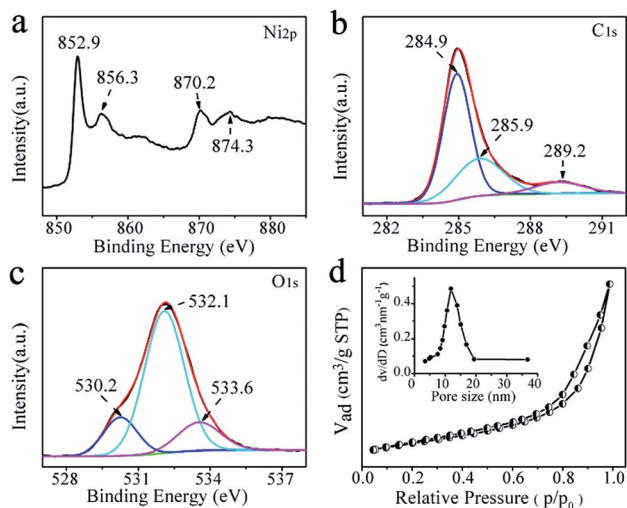 a
Ni2p
852.9
856.3
870.2
874.3
Intensity(a.u.)
850 860 870 880
Binding Energy (eV)
b
C1s
284.9
285.9
289.2
Intensity(a.u.)
282 285 288 291
Binding Energy (eV)
c
O1s
532.1
530.2
533.6
Intensity(a.u.)
528 531 534 537
Binding Energy (eV)
d
dv/dD (cm³nm⁻¹g⁻¹)
0.4
0.2
0.0
0 10 20 30 40
Pore size (nm)
Vad (cm³/g STP)
0.0 0.2 0.4 0.6 0.8 1.0
Relative Pressure ( p/p₀ )